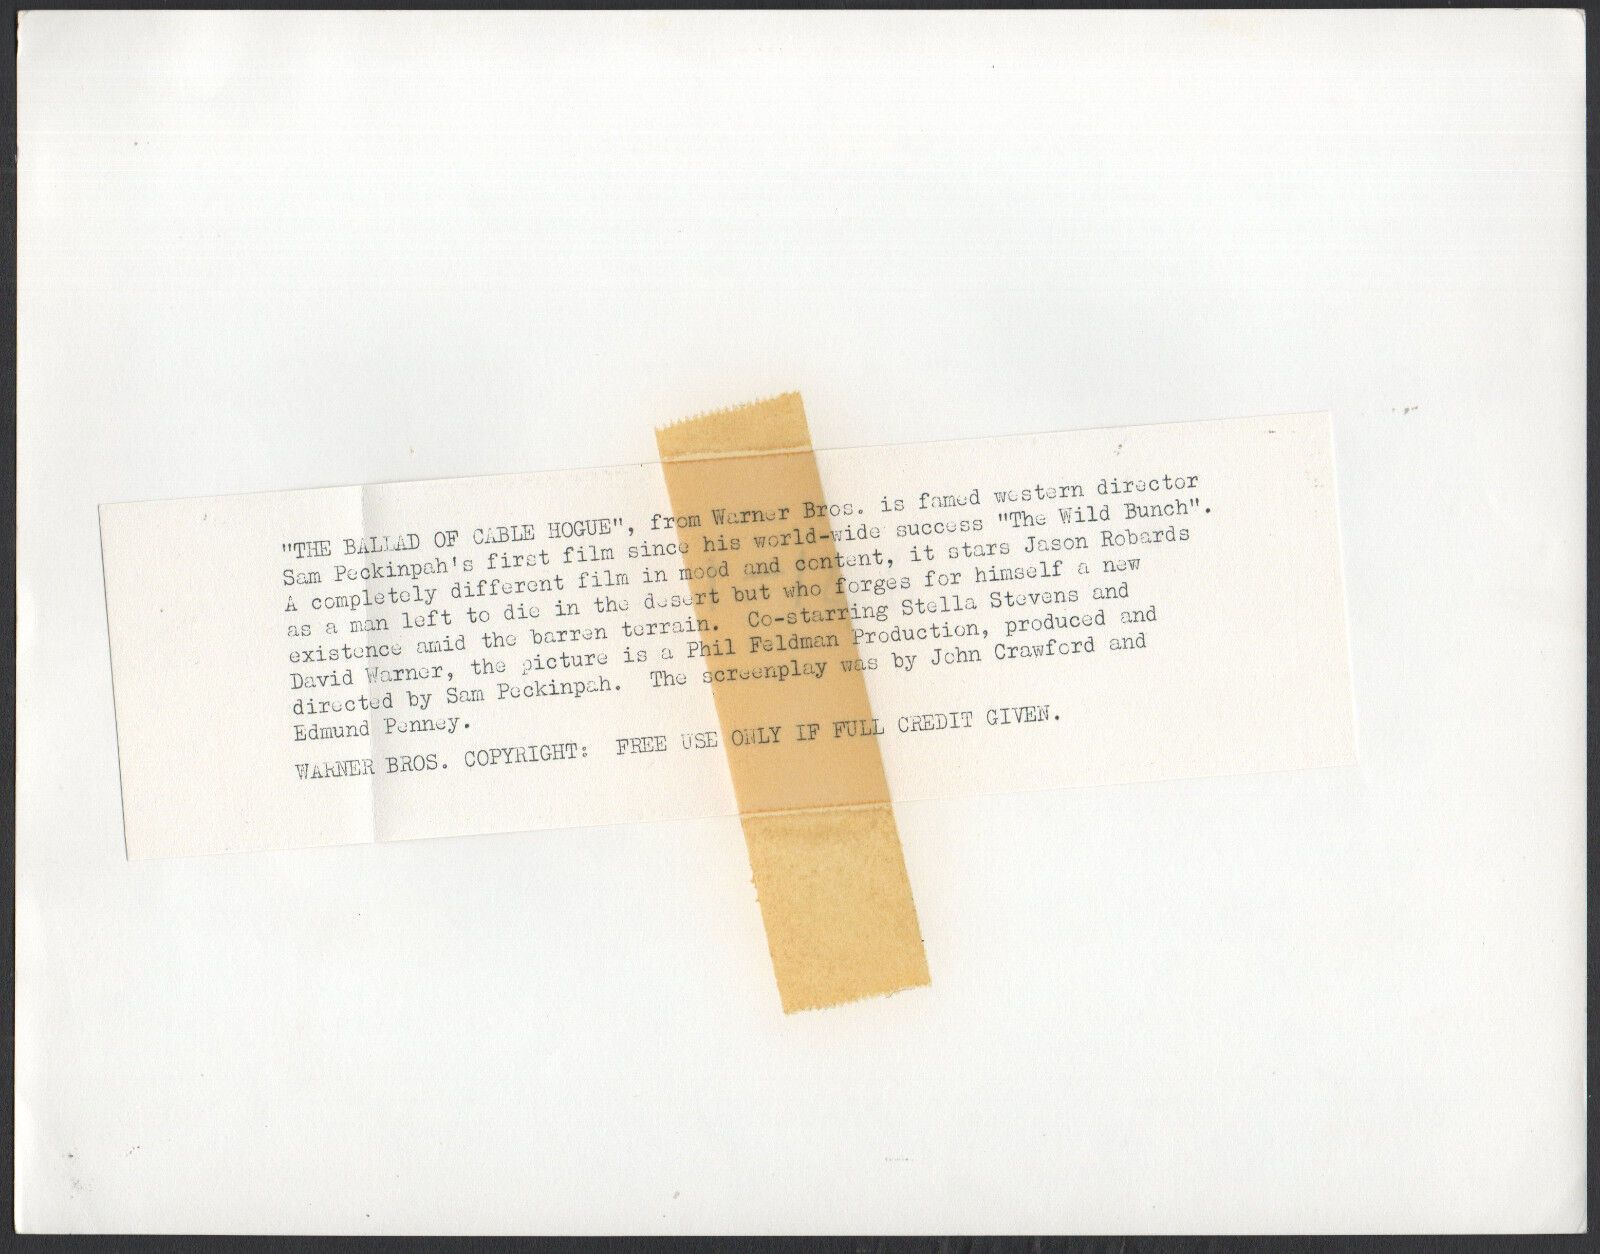 "THE BALLAD OF CABLE HOGUE", from Warner Bros. is famed western director
Sam Peckinpah's first film since his world-wide success "The Wild Bunch".
A completely different film in mood and content, it stars Jason Robards
as a man left to die in the desert but who forges for himself a new
existence amid the barren terrain.  Co-starring Stella Stevens and
David Warner, the picture is a Phil Feldman Production, produced and
directed by Sam Peckinpah.  The screenplay was by John Crawford and
Edmund Penney.
WARNER BROS. COPYRIGHT:  FREE USE ONLY IF FULL CREDIT GIVEN.